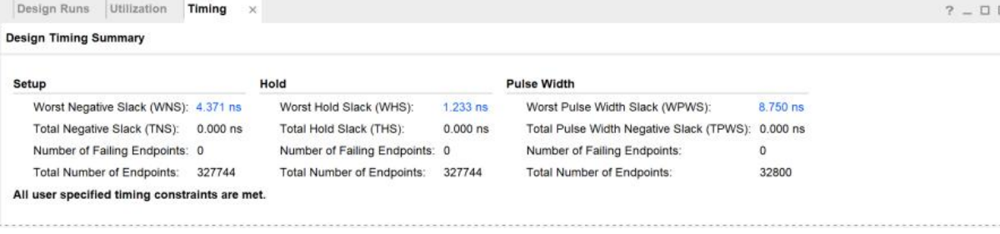 Design Runs Utilization Timing ×
? _ □
Design Timing Summary
Setup Hold Pulse Width
Worst Negative Slack (WNS): 4.371 ns Worst Hold Slack (WHS): 1.233 ns Worst Pulse Width Slack (WPWS): 8.750 ns
Total Negative Slack (TNS): 0.000 ns Total Hold Slack (THS): 0.000 ns Total Pulse Width Negative Slack (TPWS): 0.000 ns
Number of Failing Endpoints: 0 Number of Failing Endpoints: 0 Number of Failing Endpoints: 0
Total Number of Endpoints: 327744 Total Number of Endpoints: 327744 Total Number of Endpoints: 32800
All user specified timing constraints are met.